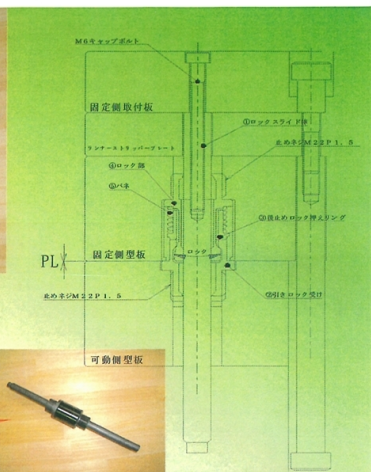 M6キャップボルト
固定側取付板
①ロックスライド棒
ランナーストリッパープレート
止めネジM22P1.5
④ロック部
⑤バネ
③抜止めロック押えリング
ロック
固定側型板
PL
止めネジM22P1.5
②引きロック受け
可動側型板